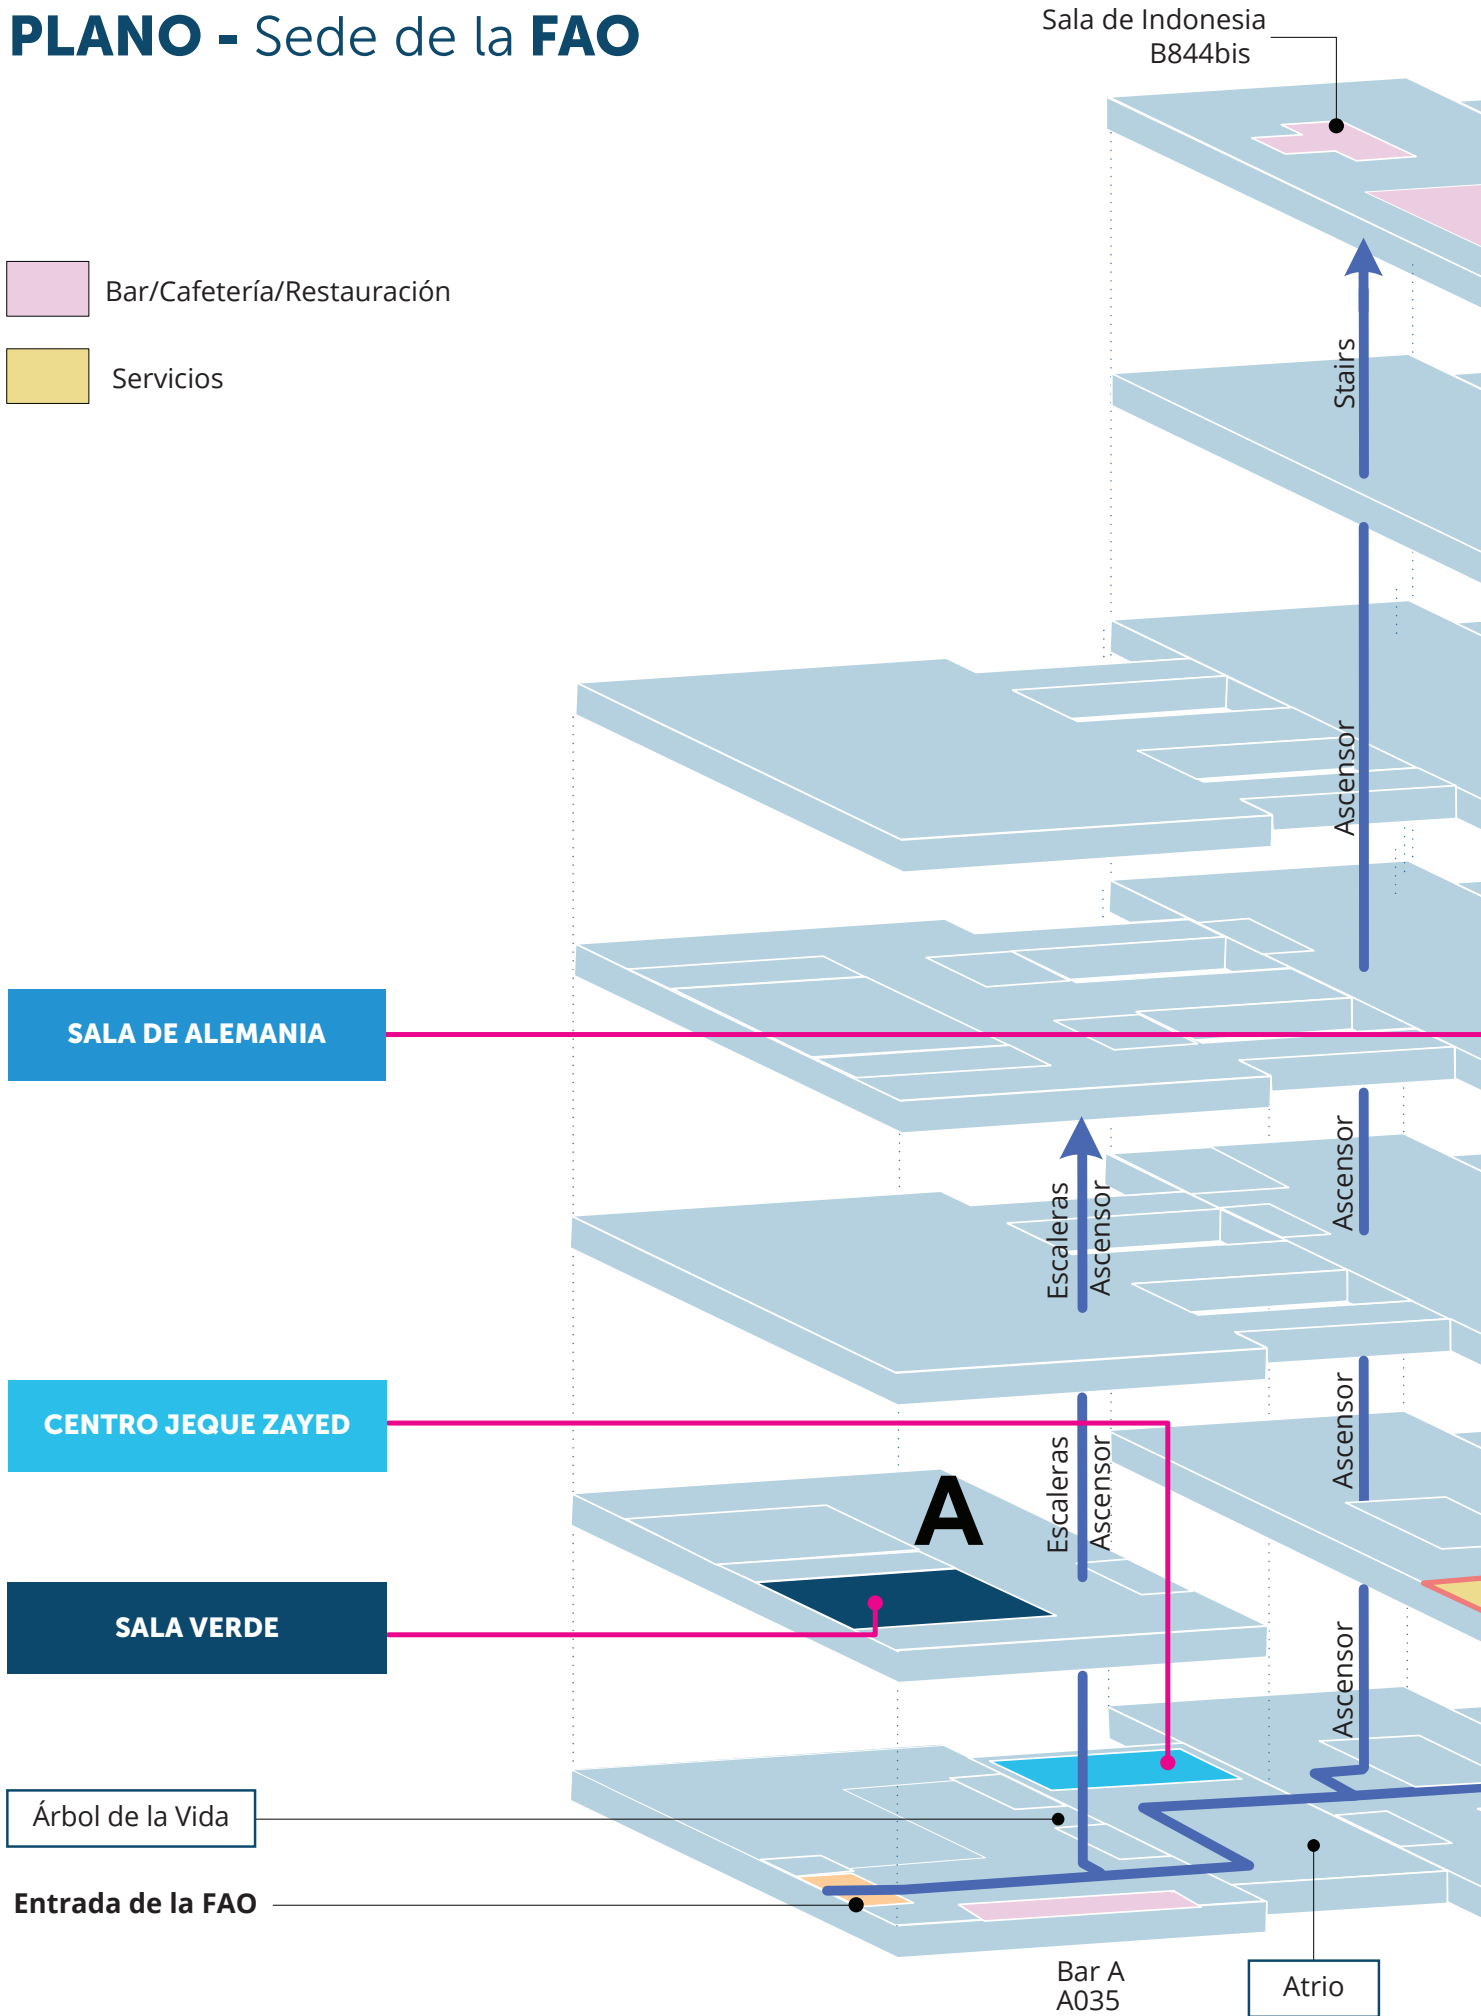 PLANO - Sede de la FAO
Sala de Indonesia
B844bis
Bar/Cafetería/Restauración
Servicios
Stairs
Ascensor
SALA DE ALEMANIA
Escaleras
Ascensor
Ascensor
CENTRO JEQUE ZAYED
A
Escaleras
Ascensor
Ascensor
SALA VERDE
Ascensor
Árbol de la Vida
Entrada de la FAO
Bar A
A035
Atrio